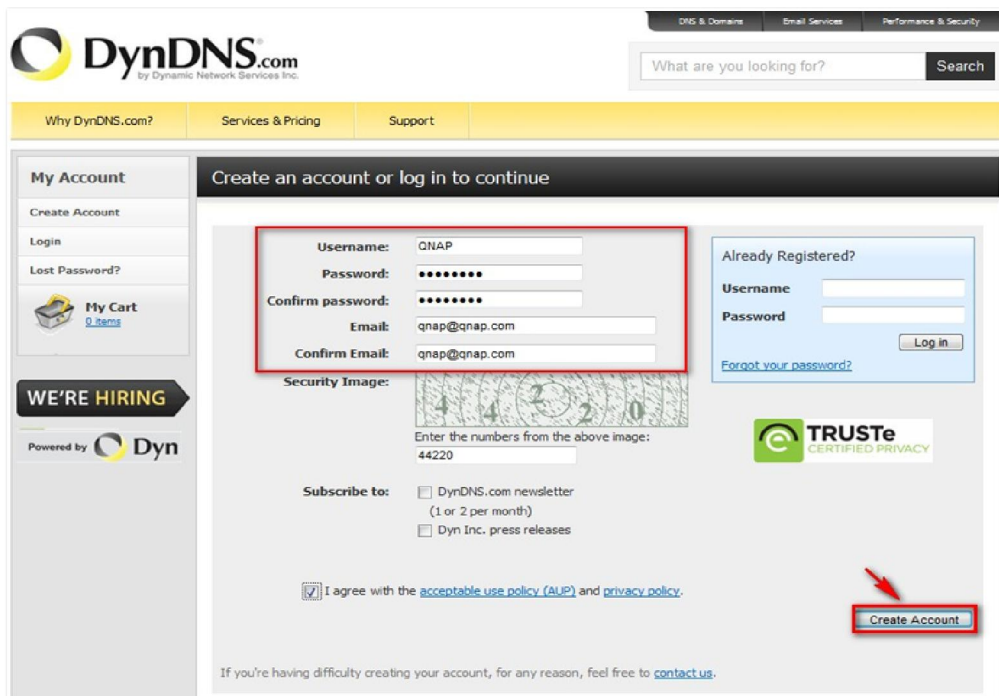 DNS & Domains Email Services Performance & Security
DynDNS.com
by Dynamic Network Services Inc.
What are you looking for? Search
Why DynDNS.com? Services & Pricing Support
My Account
Create Account
Login
Lost Password?
My Cart
0 items
WE'RE HIRING
Powered by Dyn
Create an account or log in to continue
Username: QNAP
Password: ••••••••
Confirm password: ••••••••
Email: qnap@qnap.com
Confirm Email: qnap@qnap.com
Security Image: 4 4 2 2 0
Enter the numbers from the above image:
44220
Subscribe to: DynDNS.com newsletter
(1 or 2 per month)
Dyn Inc. press releases
I agree with the acceptable use policy (AUP) and privacy policy.
Already Registered?
Username
Password
Log in
Forgot your password?
TRUSTe
CERTIFIED PRIVACY
Create Account
If you're having difficulty creating your account, for any reason, feel free to contact us.